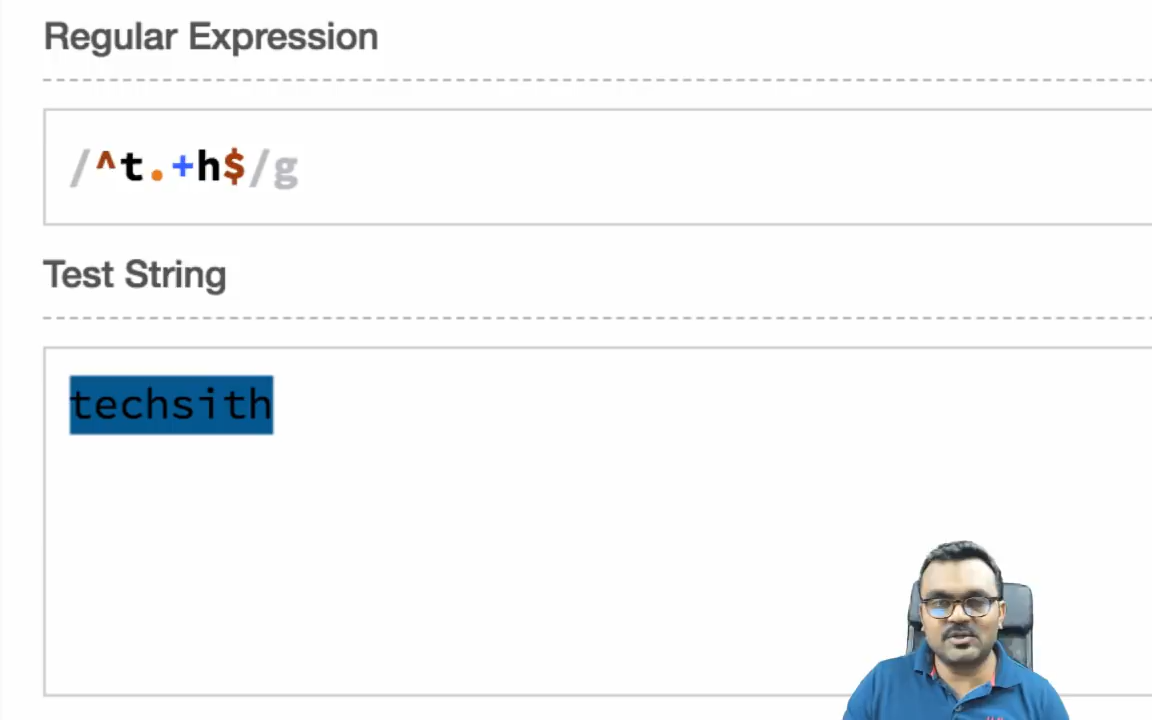 Regular Expression
/^t.+h$/g
Test String
techsith